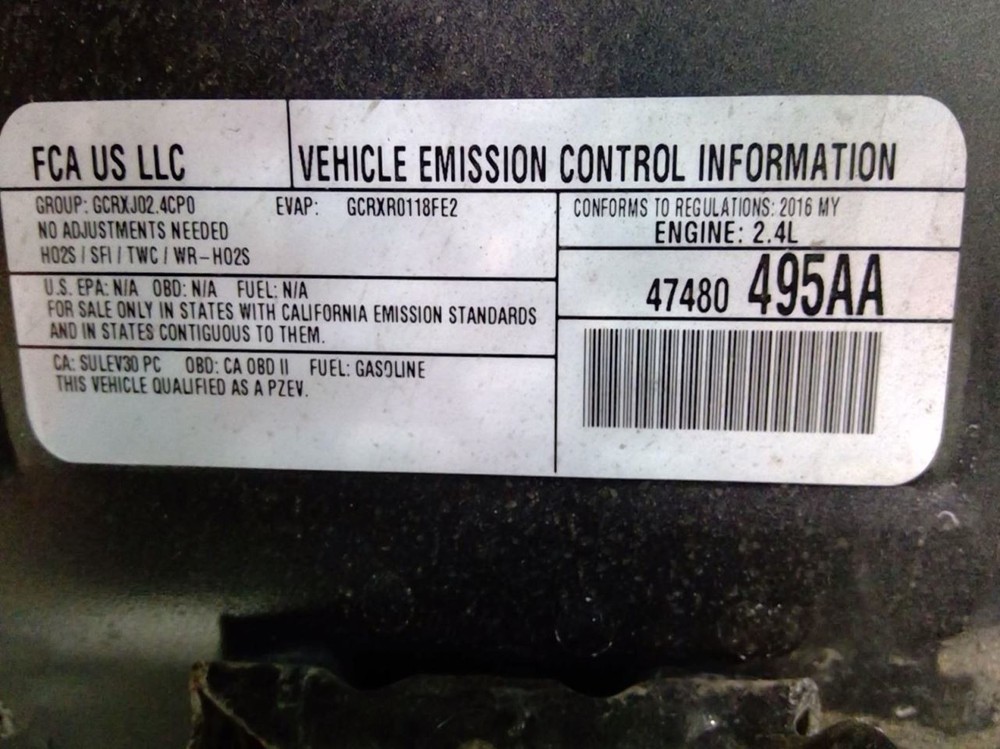 FCA US LLC
VEHICLE EMISSION CONTROL INFORMATION
GROUP: GCRXJ02.4CP0 EVAP: GCRXR0118FE2
NO ADJUSTMENTS NEEDED
HO2S / SFI / TWC / WR-HO2S
U.S. EPA: N/A OBD: N/A FUEL: N/A
FOR SALE ONLY IN STATES WITH CALIFORNIA EMISSION STANDARDS
AND IN STATES CONTIGUOUS TO THEM.
CA: SULEV30 PC OBD: CA OBD II FUEL: GASOLINE
THIS VEHICLE QUALIFIED AS A PZEV.
CONFORMS TO REGULATIONS: 2016 MY
ENGINE: 2.4L
47480 495AA